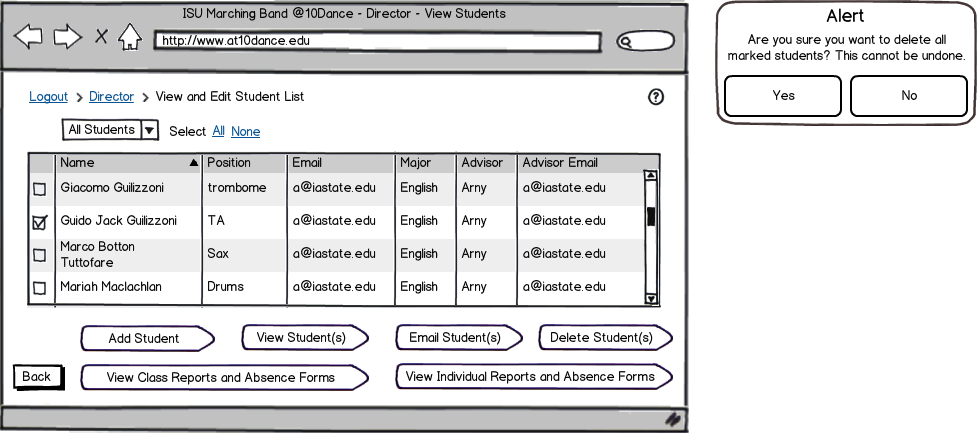 ISU Marching Band @10Dance - Director - View Students
http://www.at10dance.edu
Logout > Director > View and Edit Student List
?
All Students Select All None
Name Position Email Major Advisor Advisor Email
Giacomo Guilizzoni trombome a@iastate.edu English Arny a@iastate.edu
Guido Jack Guilizzoni TA a@iastate.edu English Arny a@iastate.edu
Marco Botton
Tuttofare Sax a@iastate.edu English Arny a@iastate.edu
Mariah Maclachlan Drums a@iastate.edu English Arny a@iastate.edu
Add Student View Student(s) Email Student(s) Delete Student(s)
Back View Class Reports and Absence Forms View Individual Reports and Absence Forms
Alert
Are you sure you want to delete all
marked students? This cannot be undone.
Yes No